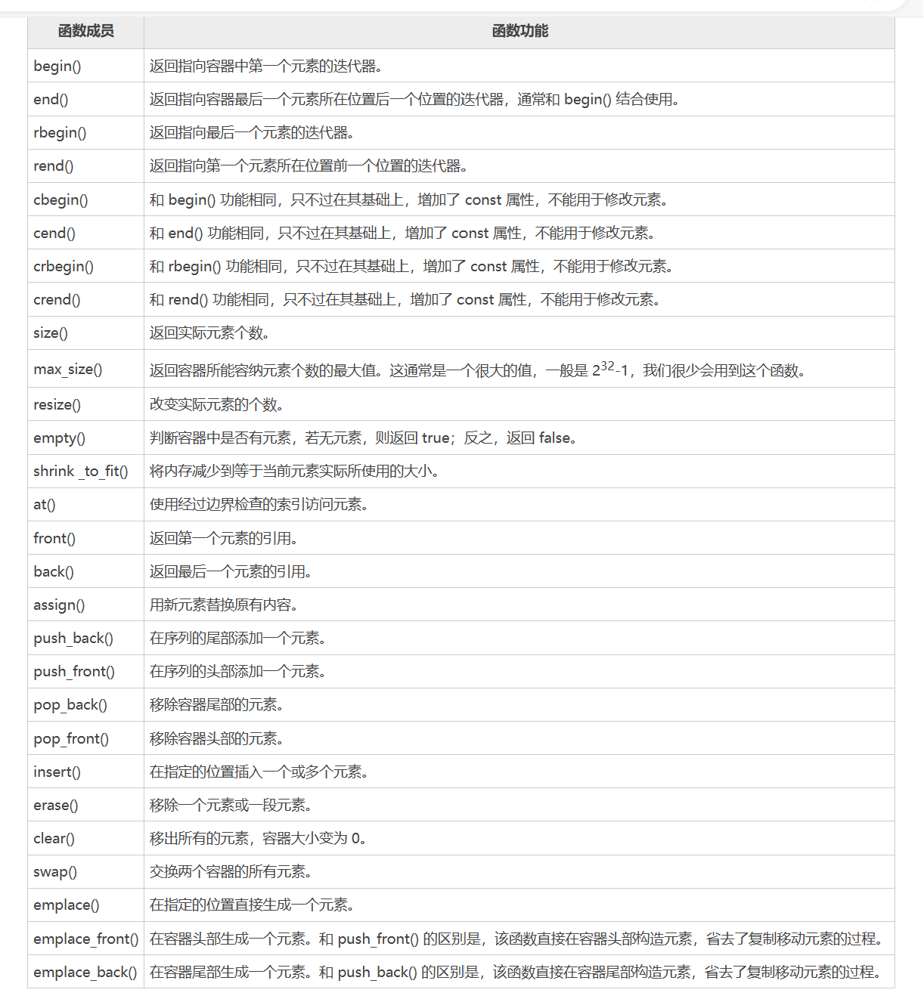 函数成员 函数功能
begin() 返回指向容器中第一个元素的迭代器。
end() 返回指向容器最后一个元素所在位置后一个位置的迭代器，通常和 begin() 结合使用。
rbegin() 返回指向最后一个元素的迭代器。
rend() 返回指向第一个元素所在位置前一个位置的迭代器。
cbegin() 和 begin() 功能相同，只不过在其基础上，增加了 const 属性，不能用于修改元素。
cend() 和 end() 功能相同，只不过在其基础上，增加了 const 属性，不能用于修改元素。
crbegin() 和 rbegin() 功能相同，只不过在其基础上，增加了 const 属性，不能用于修改元素。
crend() 和 rend() 功能相同，只不过在其基础上，增加了 const 属性，不能用于修改元素。
size() 返回实际元素个数。
max_size() 返回容器所能容纳元素个数的最大值。这通常是一个很大的值，一般是 2³²-1，我们很少会用到这个函数。
resize() 改变实际元素的个数。
empty() 判断容器中是否有元素，若无元素，则返回 true；反之，返回 false。
shrink _to_fit() 将内存减少到等于当前元素实际所使用的大小。
at() 使用经过边界检查的索引访问元素。
front() 返回第一个元素的引用。
back() 返回最后一个元素的引用。
assign() 用新元素替换原有内容。
push_back() 在序列的尾部添加一个元素。
push_front() 在序列的头部添加一个元素。
pop_back() 移除容器尾部的元素。
pop_front() 移除容器头部的元素。
insert() 在指定的位置插入一个或多个元素。
erase() 移除一个元素或一段元素。
clear() 移出所有的元素，容器大小变为 0。
swap() 交换两个容器的所有元素。
emplace() 在指定的位置直接生成一个元素。
emplace_front() 在容器头部生成一个元素。和 push_front() 的区别是，该函数直接在容器头部构造元素，省去了复制移动元素的过程。
emplace_back() 在容器尾部生成一个元素。和 push_back() 的区别是，该函数直接在容器尾部构造元素，省去了复制移动元素的过程。